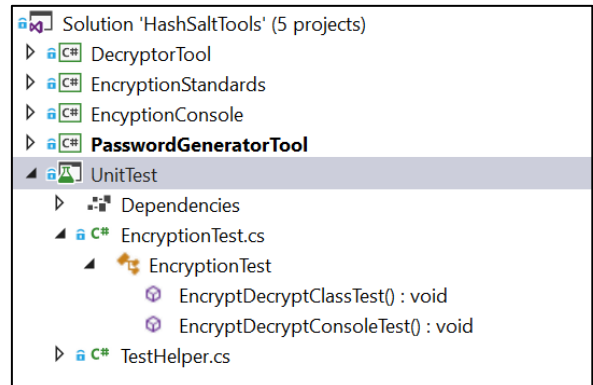 Solution 'HashSaltTools' (5 projects)
C# DecryptorTool
C# EncryptionStandards
C# EncyptionConsole
C# PasswordGeneratorTool
UnitTest
Dependencies
C# EncryptionTest.cs
EncryptionTest
EncryptDecryptClassTest() : void
EncryptDecryptConsoleTest() : void
C# TestHelper.cs